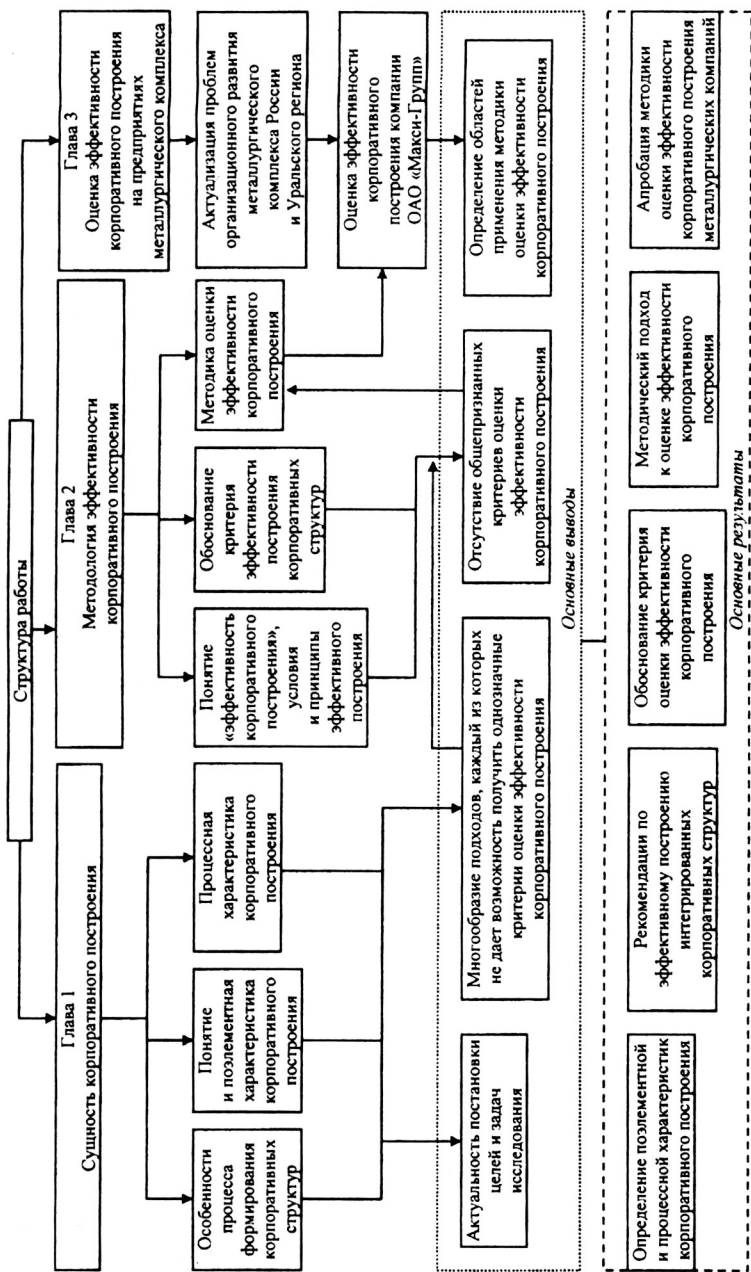 Структура работы
Глава 1
Сущность корпоративного построения
Глава 2
Методология эффективности
корпоративного построения
Глава 3
Оценка эффективности
корпоративного построения
на предприятиях
металлургического комплекса
Особенности
процесса
формирования
корпоративных
структур
Понятие
и поэлементная
характеристика
корпоративного
построения
Процессная
характеристика
корпоративного
построения
Понятие
«эффективность
корпоративного
построения»,
условия
и принципы
эффективного
построения
Обоснование
критерия
эффективности
построения
корпоративных
структур
Методика оценки
эффективности
корпоративного
построения
Актуализация проблем
организационного развития
металлургического
комплекса России
и Уральского региона
Оценка эффективности
корпоративного
построения компании
ОАО «Макси-Групп»
Актуальность постановки
целей и задач
исследования
Многообразие подходов, каждый из которых
не дает возможность получить однозначные
критерии оценки эффективности
корпоративного построения
Отсутствие общепризнанных
критериев оценки
эффективности
корпоративного построения
Определение областей
применения методики
оценки эффективности
корпоративного построения
Основные выводы
Определение поэлементной
и процессной характеристик
корпоративного построения
Рекомендации по
эффективному построению
интегрированных
корпоративных структур
Обоснование критерия
оценки эффективности
корпоративного
построения
Методический подход
к оценке эффективности
корпоративного
построения
Апробация методики
оценки эффективности
корпоративного построения
металлургических компаний
Основные результаты